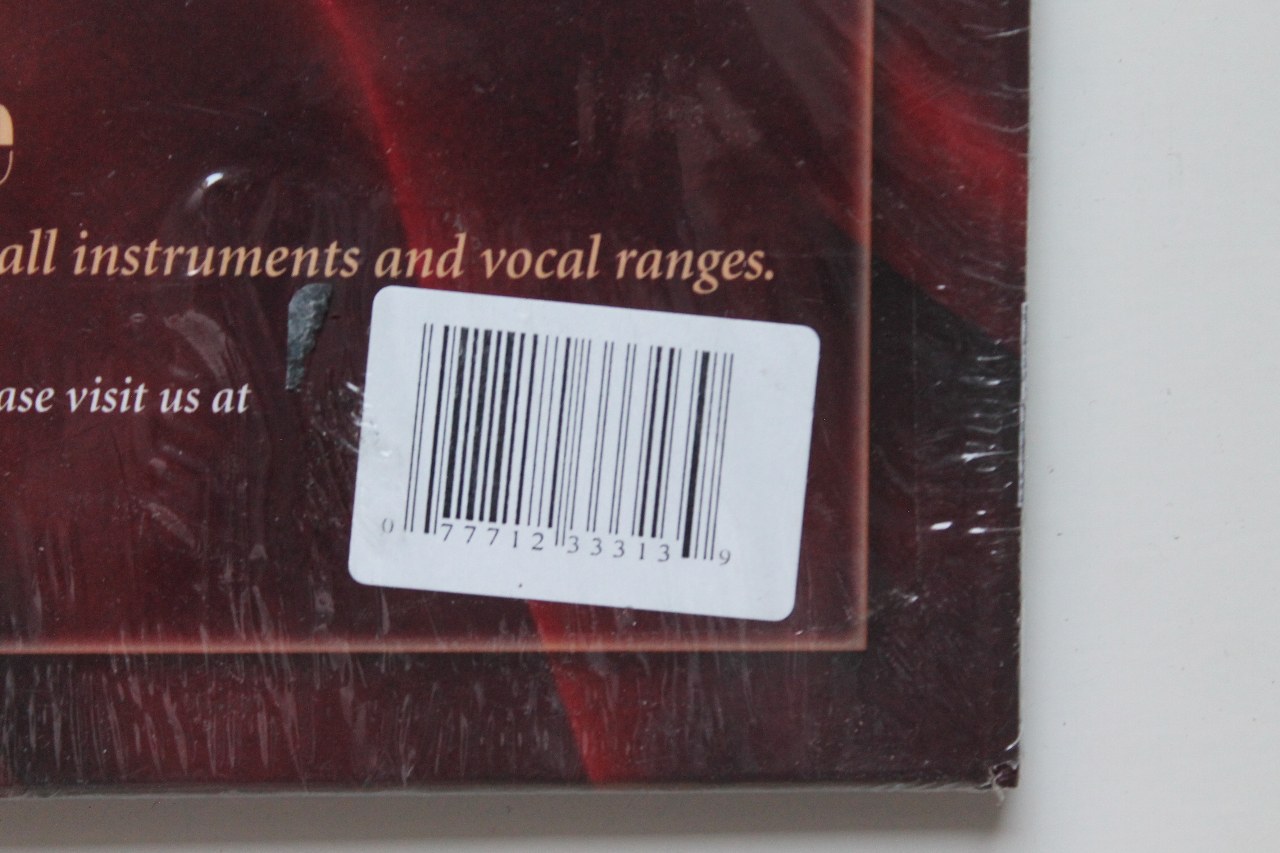 e
all instruments and vocal ranges.
ase visit us at
0 77712 33313 9